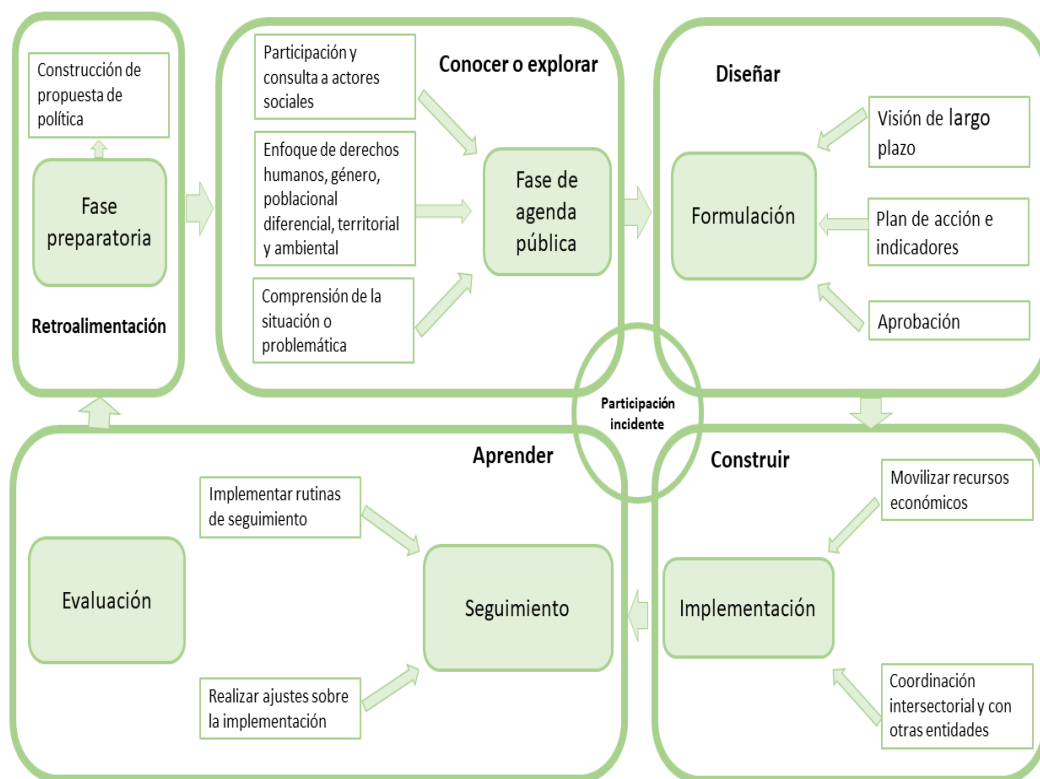 Construcción de
propuesta de
política
Fase
preparatoria
Retroalimentación
Conocer o explorar
Participación y
consulta a actores
sociales
Enfoque de derechos
humanos, género,
poblacional
diferencial, territorial
y ambiental
Comprensión de la
situación o
problemática
Fase de
agenda
pública
Diseñar
Formulación
Visión de largo
plazo
Plan de acción e
indicadores
Aprobación
Participación
incidente
Construir
Movilizar recursos
económicos
Implementación
Coordinación
intersectorial y con
otras entidades
Aprender
Implementar rutinas
de seguimiento
Seguimiento
Realizar ajustes sobre
la implementación
Evaluación